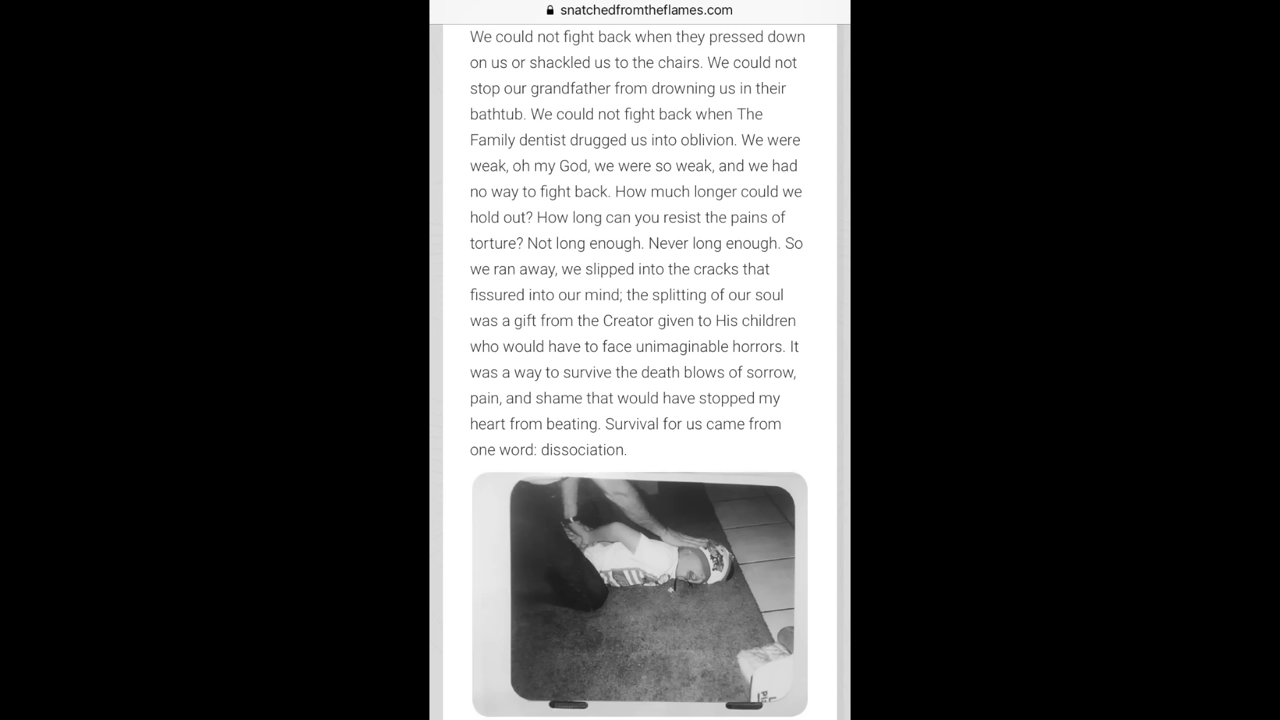 snatchedfromtheflames.com
We could not fight back when they pressed down
on us or shackled us to the chairs. We could not
stop our grandfather from drowning us in their
bathtub. We could not fight back when The
Family dentist drugged us into oblivion. We were
weak, oh my God, we were so weak, and we had
no way to fight back. How much longer could we
hold out? How long can you resist the pains of
torture? Not long enough. Never long enough. So
we ran away, we slipped into the cracks that
fissured into our mind; the splitting of our soul
was a gift from the Creator given to His children
who would have to face unimaginable horrors. It
was a way to survive the death blows of sorrow,
pain, and shame that would have stopped my
heart from beating. Survival for us came from
one word: dissociation.